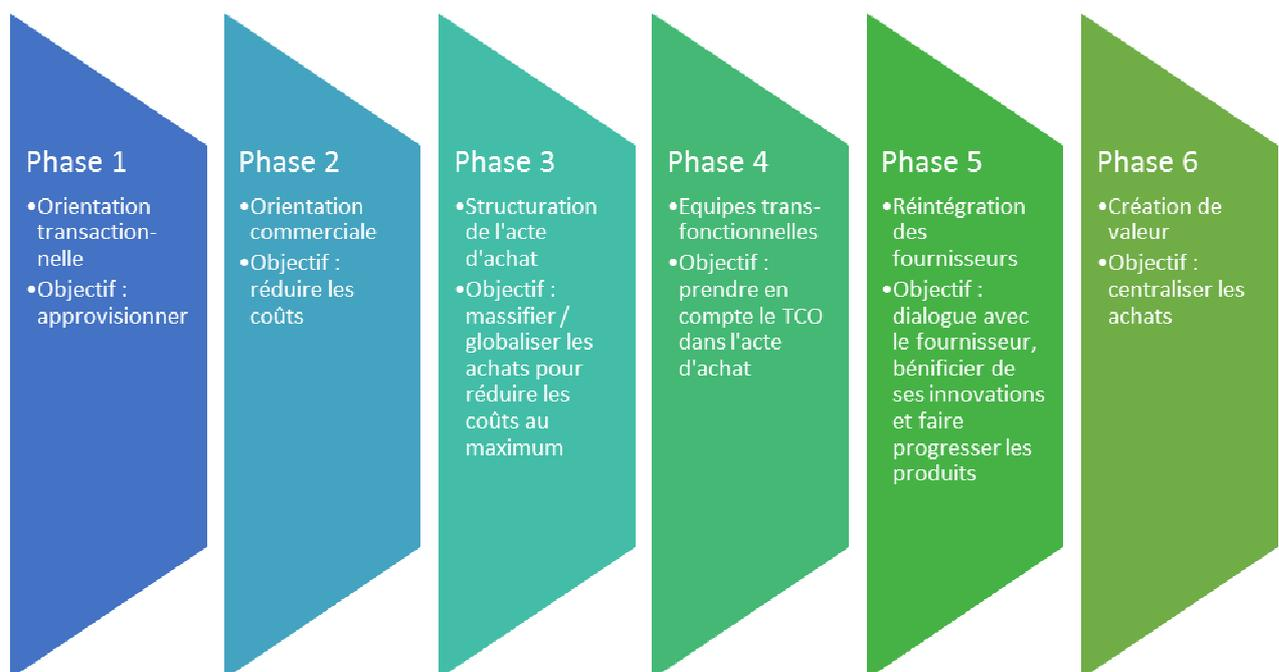 Phase 1
•Orientation
transaction-
nelle
•Objectif :
approvisionner
Phase 2
•Orientation
commerciale
•Objectif :
réduire les
coûts
Phase 3
•Structuration
de l'acte
d'achat
•Objectif :
massifier /
globaliser les
achats pour
réduire les
coûts au
maximum
Phase 4
•Equipes trans-
fonctionnelles
•Objectif :
prendre en
compte le TCO
dans l'acte
d'achat
Phase 5
•Réintégration
des
fournisseurs
•Objectif :
dialogue avec
le fournisseur,
bénificier de
ses innovations
et faire
progresser les
produits
Phase 6
•Création de
valeur
•Objectif :
centraliser les
achats